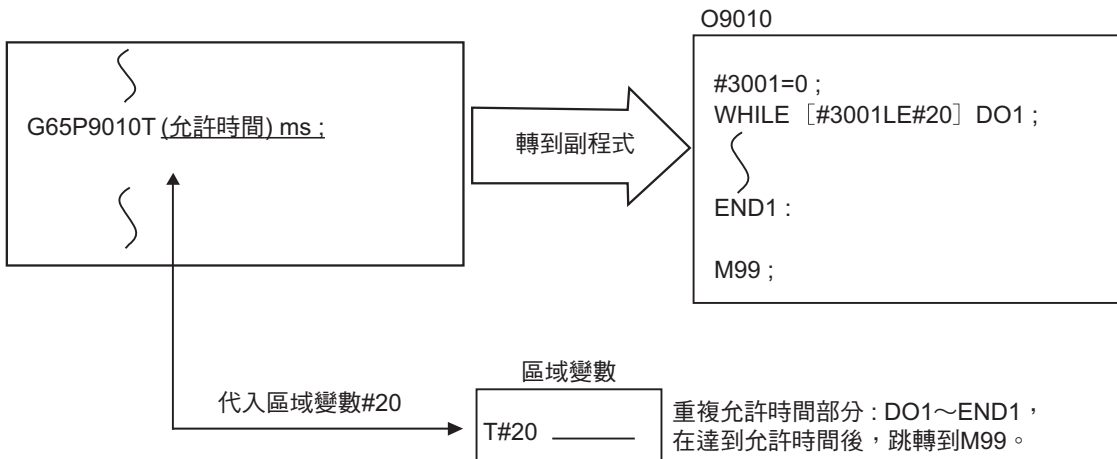 O9010
G65P9010T (允許時間) ms ;
轉到副程式
#3001=0 ;
WHILE［#3001LE#20］DO1 ;
END1 :
M99 ;
區域變數
代入區域變數#20
T#20
重複允許時間部分 : DO1～END1，
在達到允許時間後，跳轉到M99。